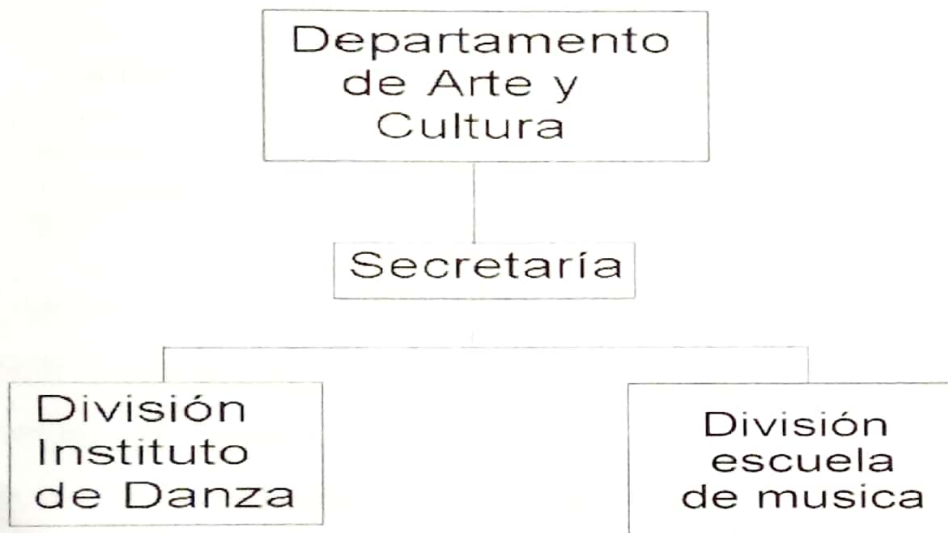 Departamento
de Arte y
Cultura
Secretaría
División
Instituto
de Danza
División
escuela
de musica